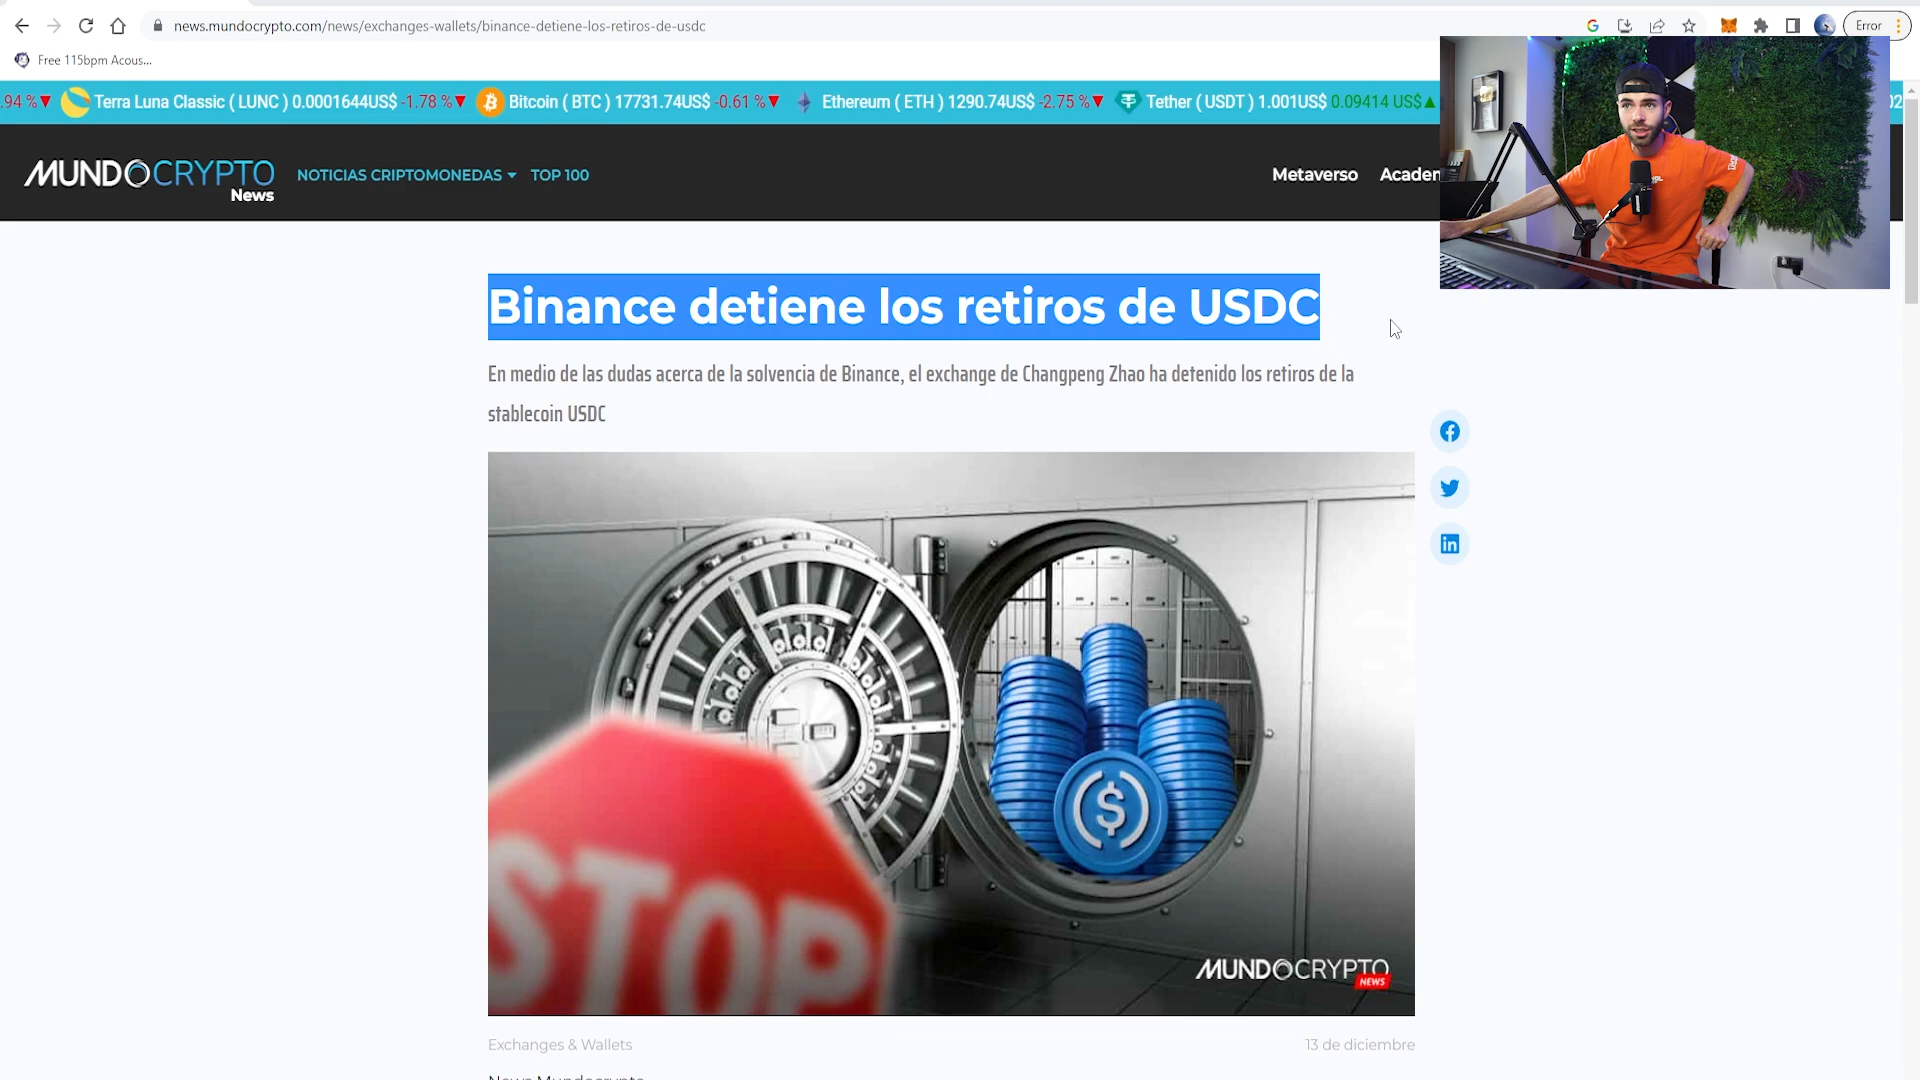 news.mundocrypto.com/news/exchanges-wallets/binance-detiene-los-retiros-de-usdc
Error
Free 115bpm Acous...
.94 % ▼ Terra Luna Classic ( LUNC ) 0.0001644US$ -1.78 % ▼ Bitcoin ( BTC ) 17731.74US$ -0.61 % ▼ Ethereum ( ETH ) 1290.74US$ -2.75 % ▼ Tether ( USDT ) 1.001US$ 0.09414 US$ ▲
MUNDOCRYPTO
News
NOTICIAS CRIPTOMONEDAS TOP 100
Metaverso Academ
Binance detiene los retiros de USDC
En medio de las dudas acerca de la solvencia de Binance, el exchange de Changpeng Zhao ha detenido los retiros de la
stablecoin USDC
STOP
MUNDOCRYPTO
NEWS
Exchanges & Wallets
13 de diciembre
News Mundocrypto